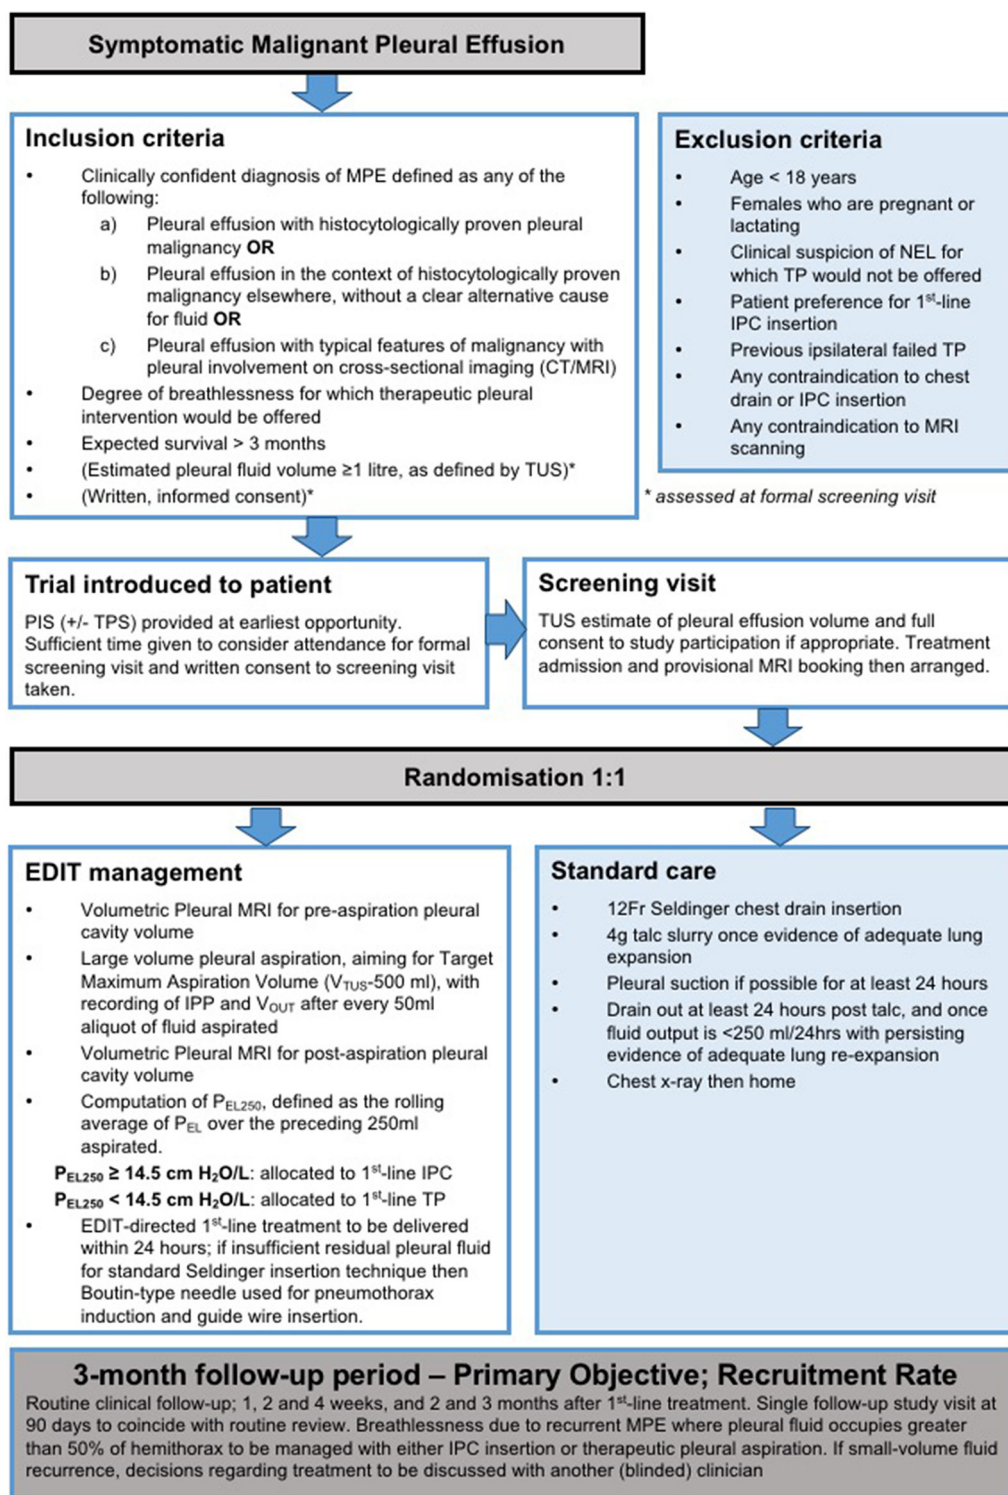 Symptomatic Malignant Pleural Effusion
Inclusion criteria
• Clinically confident diagnosis of MPE defined as any of the
following:
a) Pleural effusion with histocytologically proven pleural
malignancy OR
b) Pleural effusion in the context of histocytologically proven
malignancy elsewhere, without a clear alternative cause
for fluid OR
c) Pleural effusion with typical features of malignancy with
pleural involvement on cross-sectional imaging (CT/MRI)
• Degree of breathlessness for which therapeutic pleural
intervention would be offered
• Expected survival > 3 months
• (Estimated pleural fluid volume ≥1 litre, as defined by TUS)*
• (Written, informed consent)*
Exclusion criteria
• Age < 18 years
• Females who are pregnant or
lactating
• Clinical suspicion of NEL for
which TP would not be offered
• Patient preference for 1st-line
IPC insertion
• Previous ipsilateral failed TP
• Any contraindication to chest
drain or IPC insertion
• Any contraindication to MRI
scanning
* assessed at formal screening visit
Trial introduced to patient
PIS (+/- TPS) provided at earliest opportunity.
Sufficient time given to consider attendance for formal
screening visit and written consent to screening visit
taken.
Screening visit
TUS estimate of pleural effusion volume and full
consent to study participation if appropriate. Treatment
admission and provisional MRI booking then arranged.
Randomisation 1:1
EDIT management
• Volumetric Pleural MRI for pre-aspiration pleural
cavity volume
• Large volume pleural aspiration, aiming for Target
Maximum Aspiration Volume (VTUS-500 ml), with
recording of IPP and VOUT after every 50ml
aliquot of fluid aspirated
• Volumetric Pleural MRI for post-aspiration pleural
cavity volume
• Computation of PEL250, defined as the rolling
average of PEL over the preceding 250ml
aspirated.
PEL250 ≥ 14.5 cm H2O/L: allocated to 1st-line IPC
PEL250 < 14.5 cm H2O/L: allocated to 1st-line TP
• EDIT-directed 1st-line treatment to be delivered
within 24 hours; if insufficient residual pleural fluid
for standard Seldinger insertion technique then
Boutin-type needle used for pneumothorax
induction and guide wire insertion.
Standard care
• 12Fr Seldinger chest drain insertion
• 4g talc slurry once evidence of adequate lung
expansion
• Pleural suction if possible for at least 24 hours
• Drain out at least 24 hours post talc, and once
fluid output is <250 ml/24hrs with persisting
evidence of adequate lung re-expansion
• Chest x-ray then home
3-month follow-up period – Primary Objective; Recruitment Rate
Routine clinical follow-up; 1, 2 and 4 weeks, and 2 and 3 months after 1st-line treatment. Single follow-up study visit at
90 days to coincide with routine review. Breathlessness due to recurrent MPE where pleural fluid occupies greater
than 50% of hemithorax to be managed with either IPC insertion or therapeutic pleural aspiration. If small-volume fluid
recurrence, decisions regarding treatment to be discussed with another (blinded) clinician